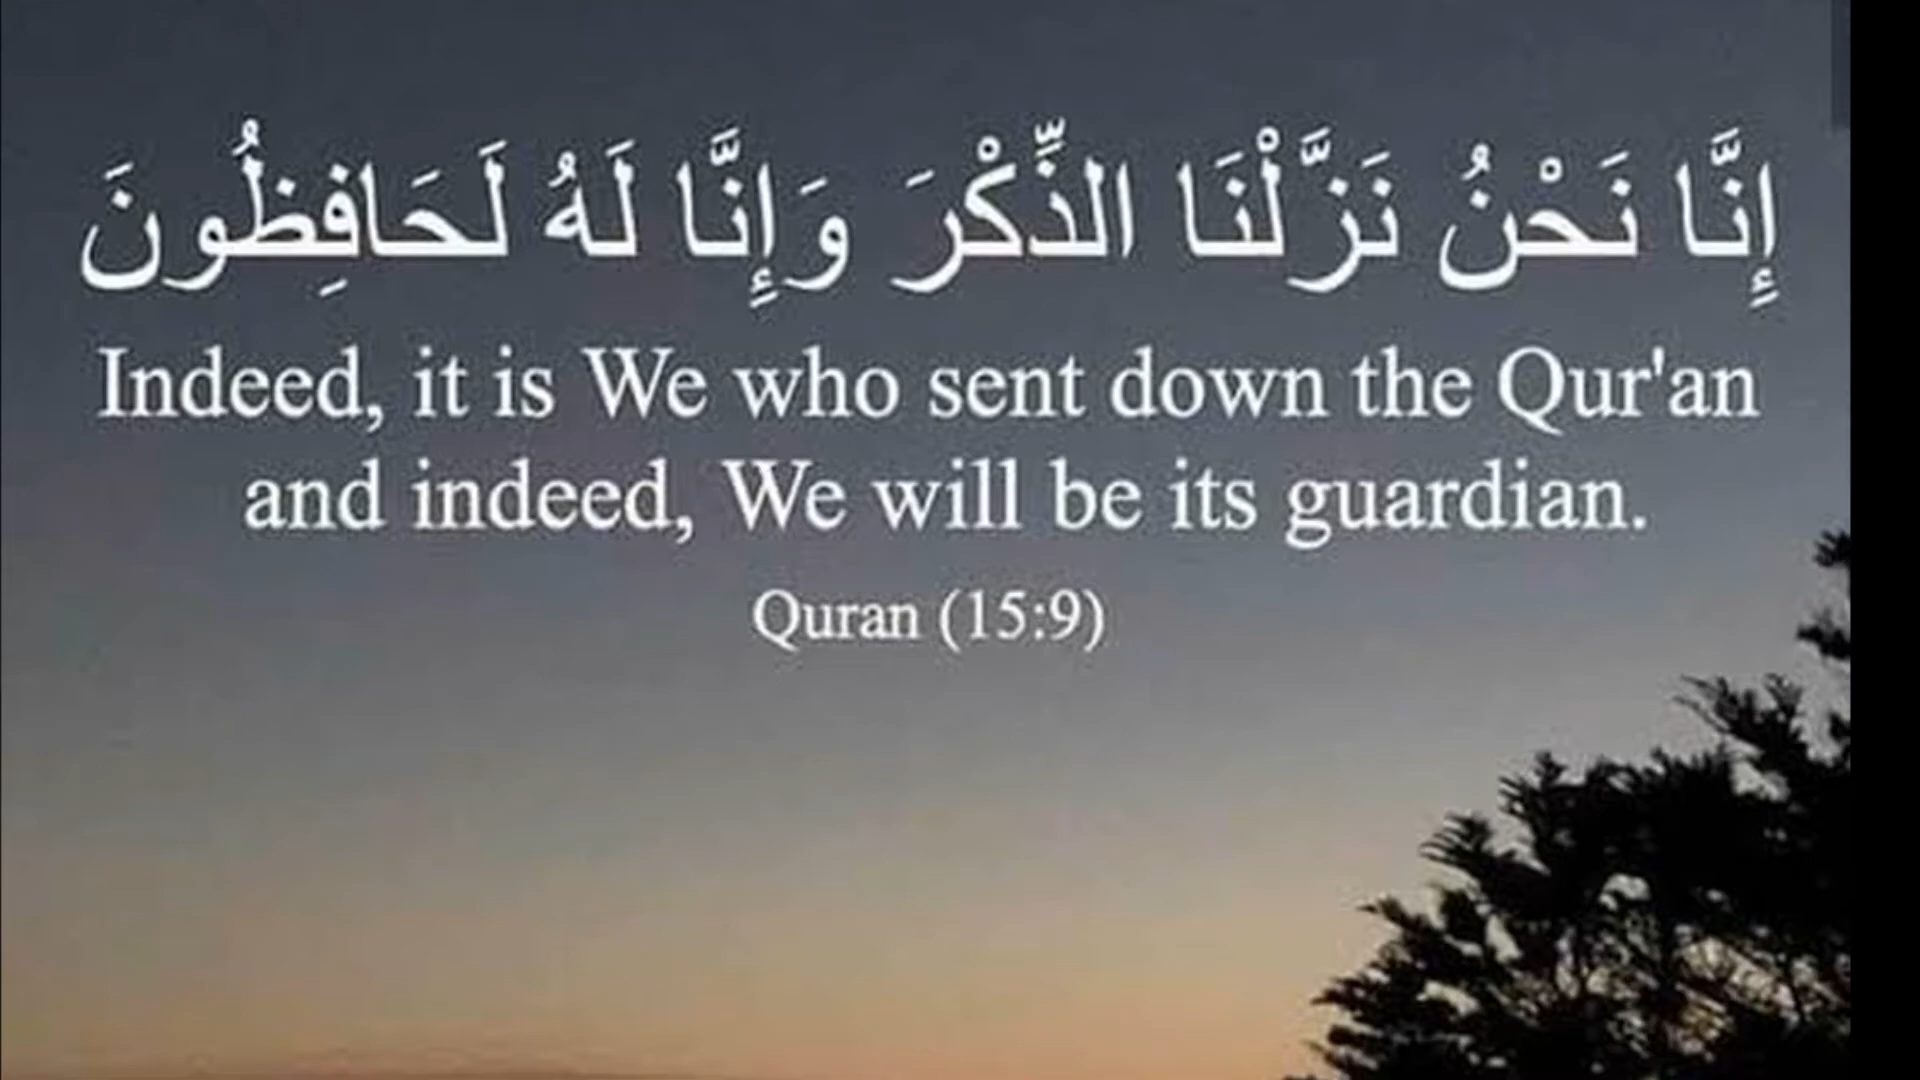 إِنَّا نَحْنُ نَزَّلْنَا الذِّكْرَ وَإِنَّا لَهُ لَحَافِظُونَ
Indeed, it is We who sent down the Qur'an
and indeed, We will be its guardian.
Quran (15:9)